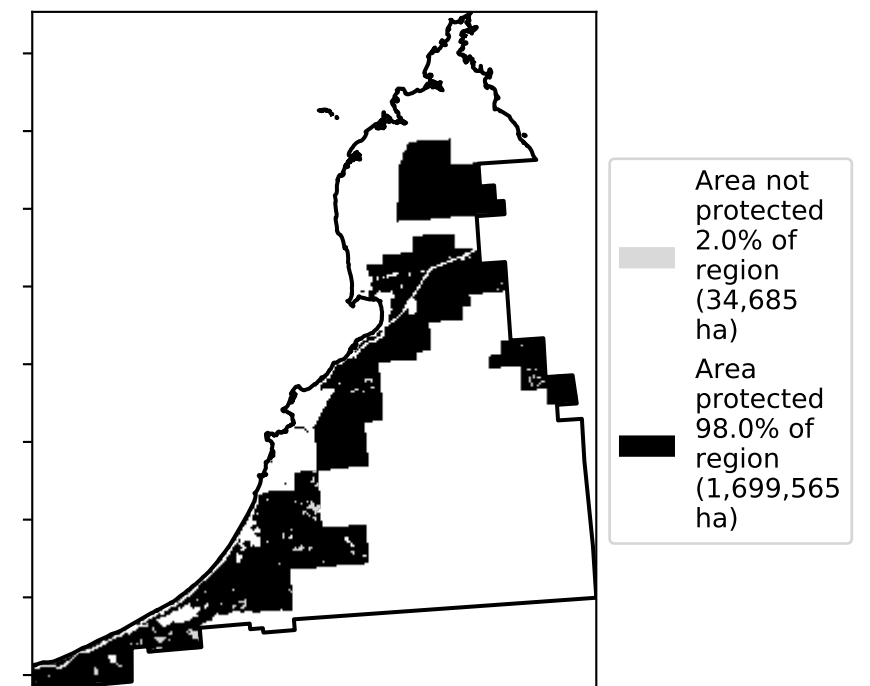 Area not
protected
2.0% of
region
(34,685
ha)
Area
protected
98.0% of
region
(1,699,565
ha)